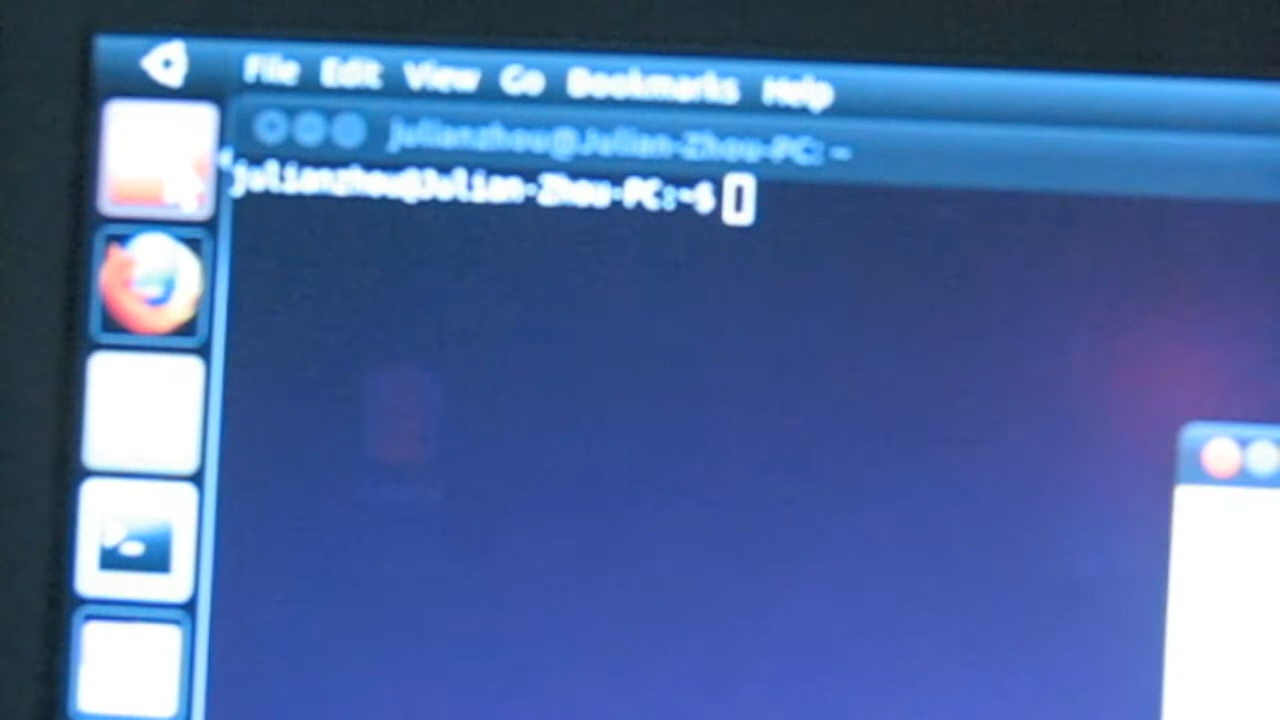 File Edit View Go Bookmarks Help
julianzhou@Julian-Zhou-PC: ~
julianzhou@Julian-Zhou-PC:~$